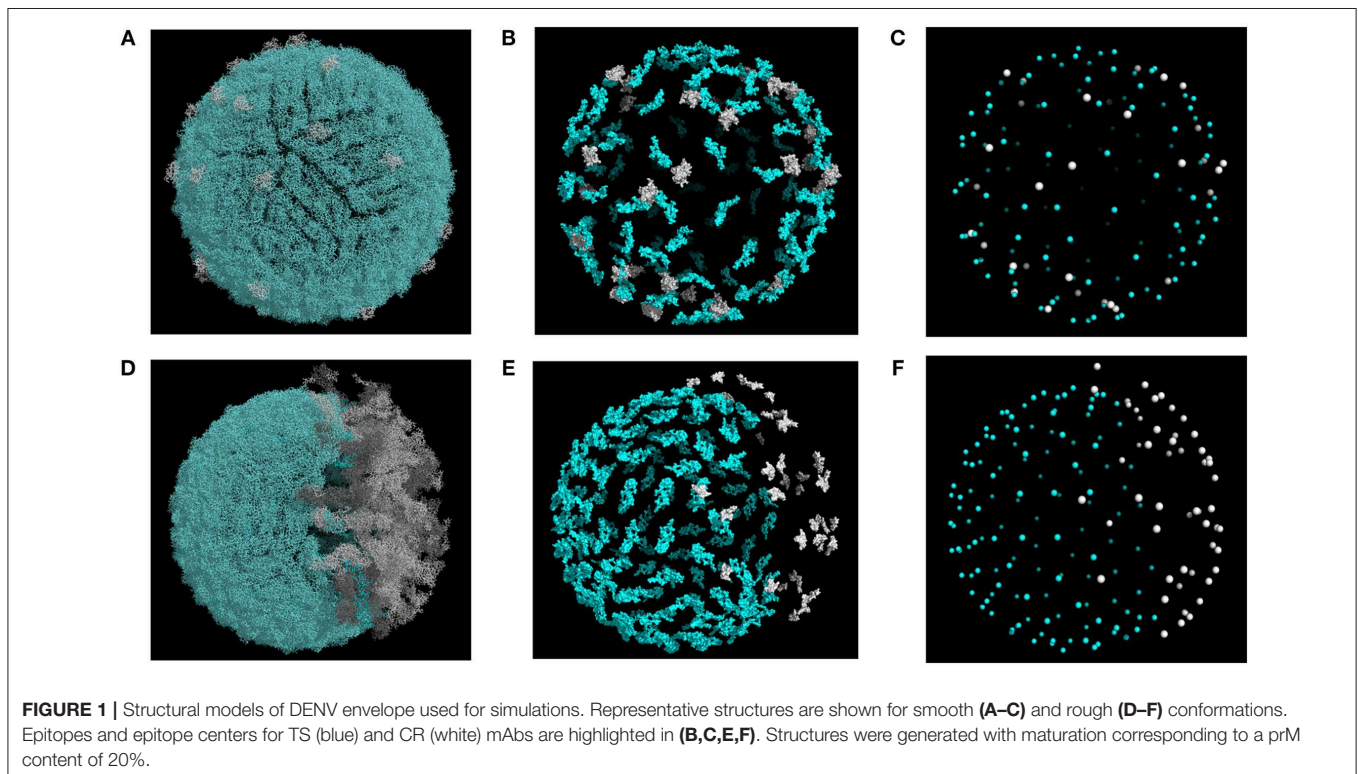 A
B
C
D
E
F
FIGURE 1 | Structural models of DENV envelope used for simulations. Representative structures are shown for smooth (A–C) and rough (D–F) conformations.
Epitopes and epitope centers for TS (blue) and CR (white) mAbs are highlighted in (B,C,E,F). Structures were generated with maturation corresponding to a prM
content of 20%.